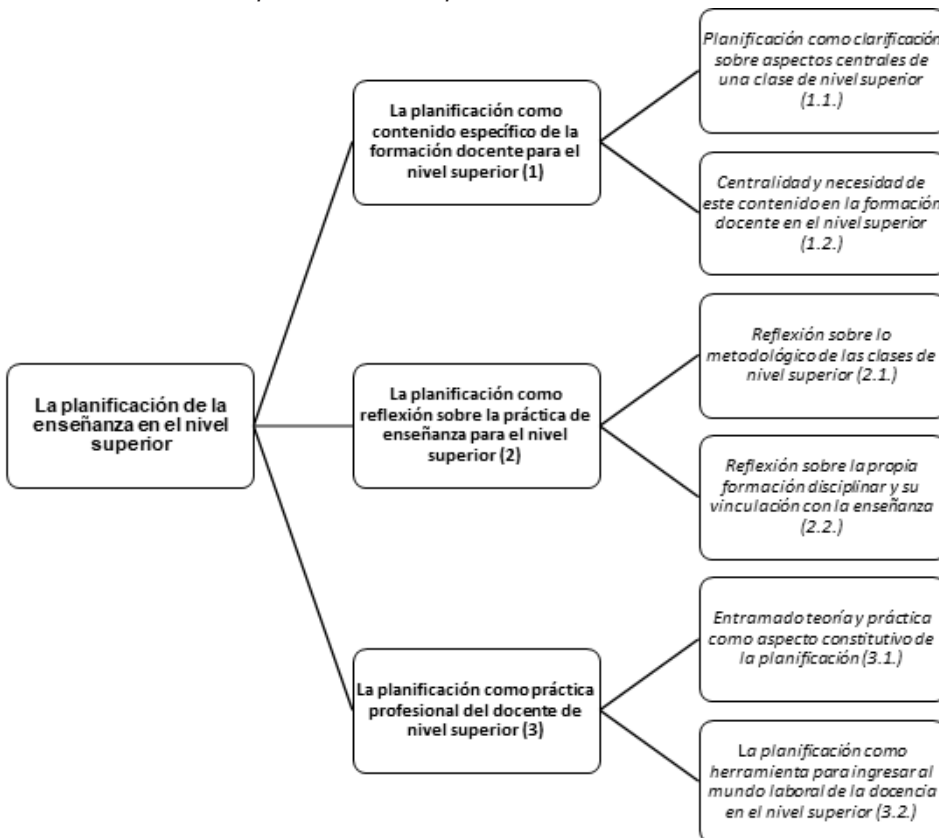 La planificación de la
enseñanza en el nivel
superior
La planificación como
contenido específico de la
formación docente para el
nivel superior (1)
Planificación como clarificación
sobre aspectos centrales de
una clase de nivel superior
(1.1.)
Centralidad y necesidad de
este contenido en la formación
docente en el nivel superior
(1.2.)
La planificación como
reflexión sobre la práctica de
enseñanza para el nivel
superior (2)
Reflexión sobre lo
metodológico de las clases de
nivel superior (2.1.)
Reflexión sobre la propia
formación disciplinar y su
vinculación con la enseñanza
(2.2.)
La planificación como práctica
profesional del docente de
nivel superior (3)
Entramado teoría y práctica
como aspecto constitutivo de
la planificación (3.1.)
La planificación como
herramienta para ingresar al
mundo laboral de la docencia
en el nivel superior (3.2.)